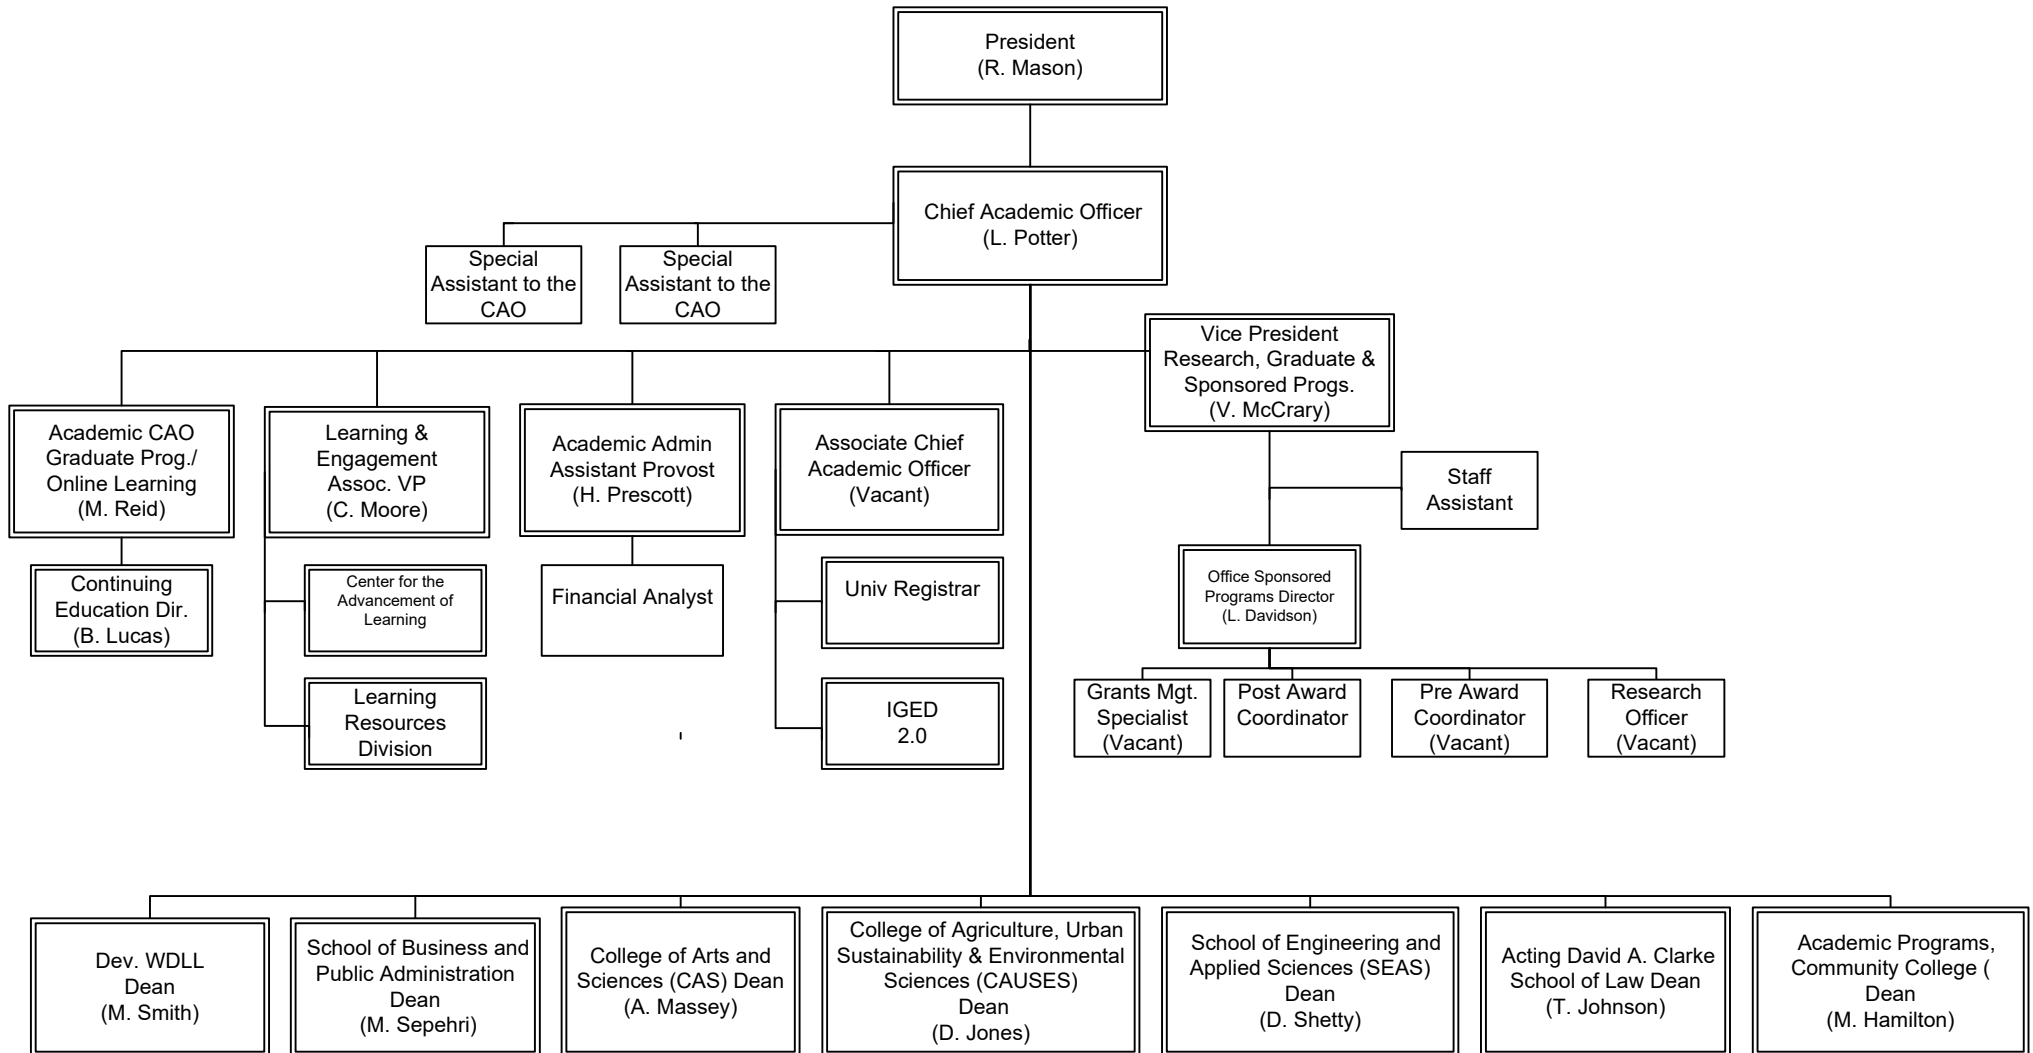 President
(R. Mason)
Chief Academic Officer
(L. Potter)
Special
Assistant to the
CAO
Special
Assistant to the
CAO
Vice President
Research, Graduate &
Sponsored Progs.
(V. McCrary)
Academic CAO
Graduate Prog./
Online Learning
(M. Reid)
Learning &
Engagement
Assoc. VP
(C. Moore)
Academic Admin
Assistant Provost
(H. Prescott)
Associate Chief
Academic Officer
(Vacant)
Staff
Assistant
Continuing
Education Dir.
(B. Lucas)
Center for the
Advancement of
Learning
Financial Analyst
Univ Registrar
Office Sponsored
Programs Director
(L. Davidson)
Learning
Resources
Division
IGED
2.0
Grants Mgt.
Specialist
(Vacant)
Post Award
Coordinator
Pre Award
Coordinator
(Vacant)
Research
Officer
(Vacant)
Dev. WDLL
Dean
(M. Smith)
School of Business and
Public Administration
Dean
(M. Sepehri)
College of Arts and
Sciences (CAS) Dean
(A. Massey)
College of Agriculture, Urban
Sustainability & Environmental
Sciences (CAUSES)
Dean
(D. Jones)
School of Engineering and
Applied Sciences (SEAS)
Dean
(D. Shetty)
Acting David A. Clarke
School of Law Dean
(T. Johnson)
Academic Programs,
Community College (
Dean
(M. Hamilton)